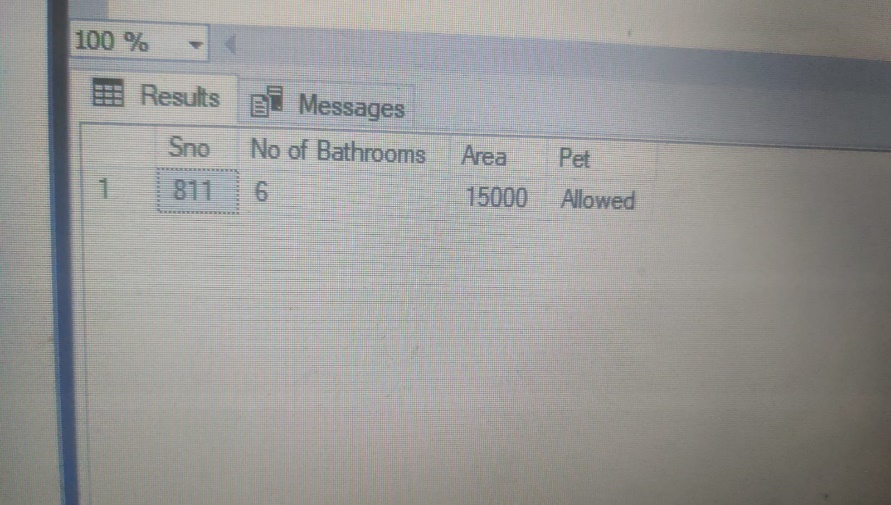 100 %
Results Messages
Sno No of Bathrooms Area Pet
1 811 6 15000 Allowed